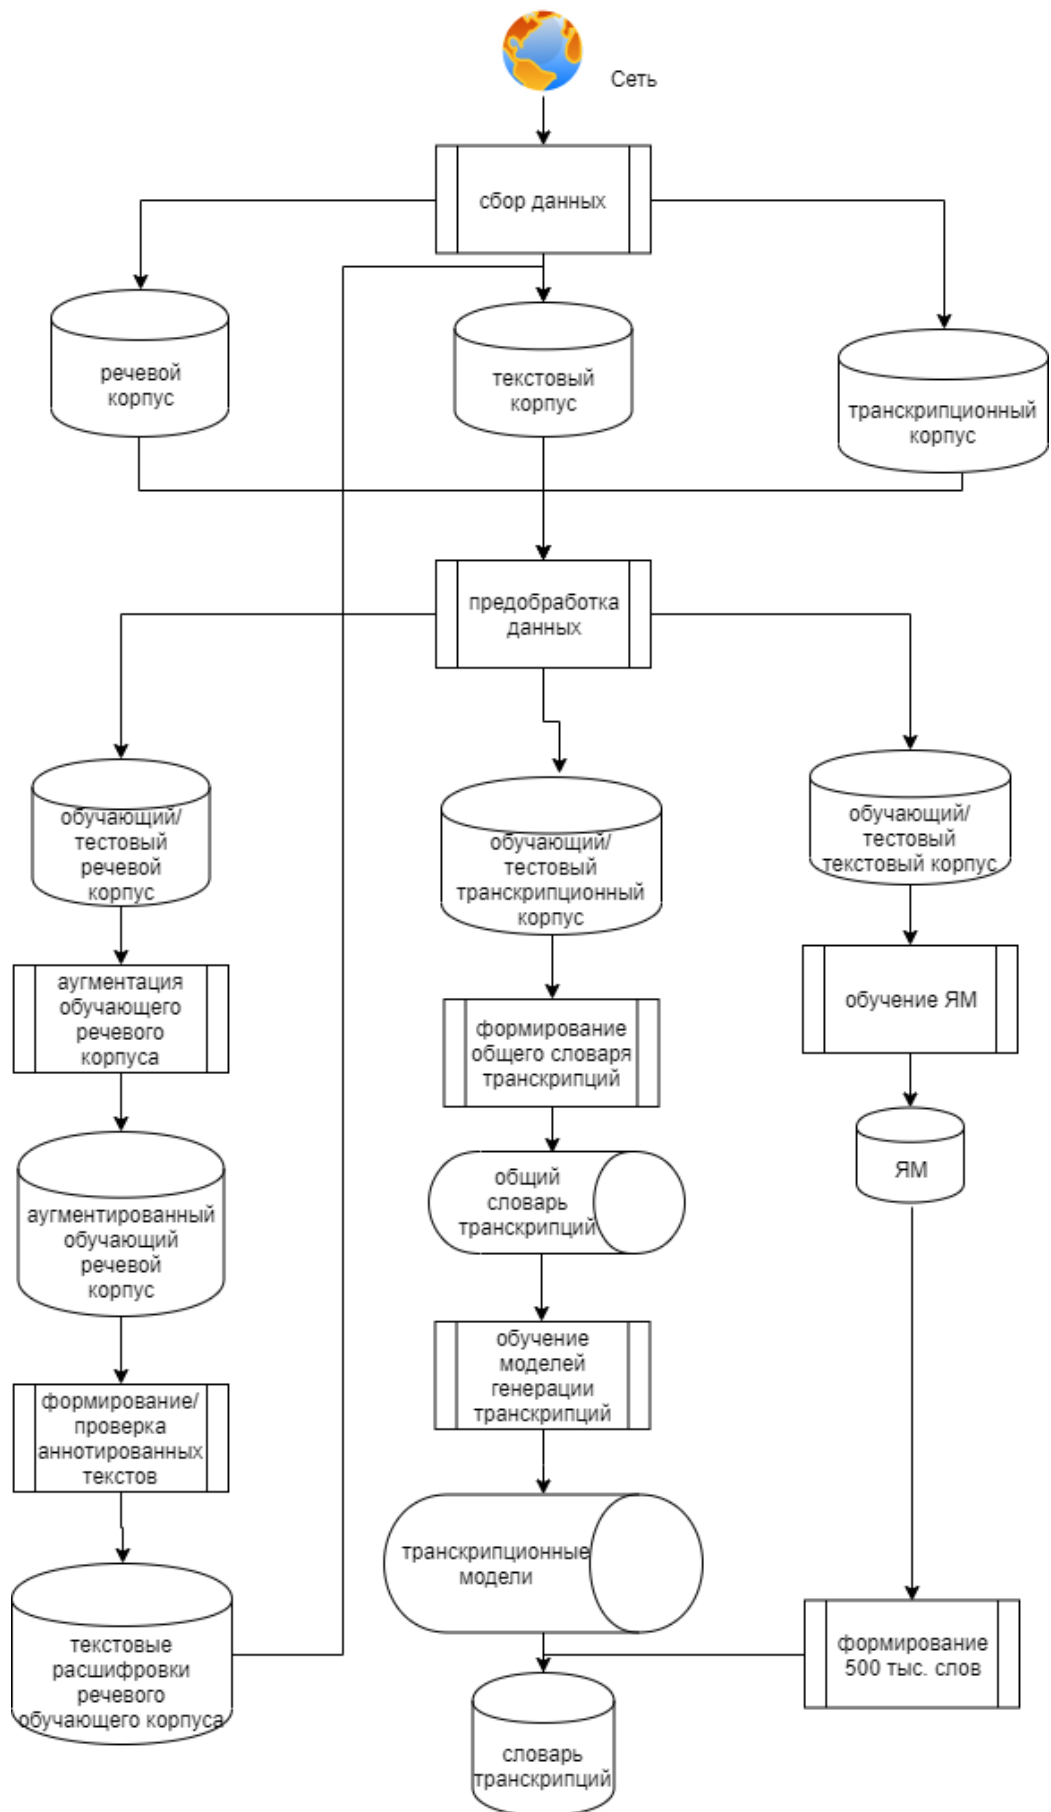 Сеть
сбор данных
речевой
корпус
текстовый
корпус
транскрипционный
корпус
предобработка
данных
обучающий/
тестовый
речевой
корпус
обучающий/
тестовый
транскрипционный
корпус
обучающий/
тестовый
текстовый корпус
аугментация
обучающего
речевого
корпуса
формирование
общего словаря
транскрипций
обучение ЯМ
аугментированный
обучающий
речевой
корпус
общий
словарь
транскрипций
ЯМ
формирование/
проверка
аннотированных
текстов
обучение
моделей
генерации
транскрипций
транскрипционные
модели
текстовые
расшифровки
речевого
обучающего корпуса
формирование
500 тыс. слов
словарь
транскрипций